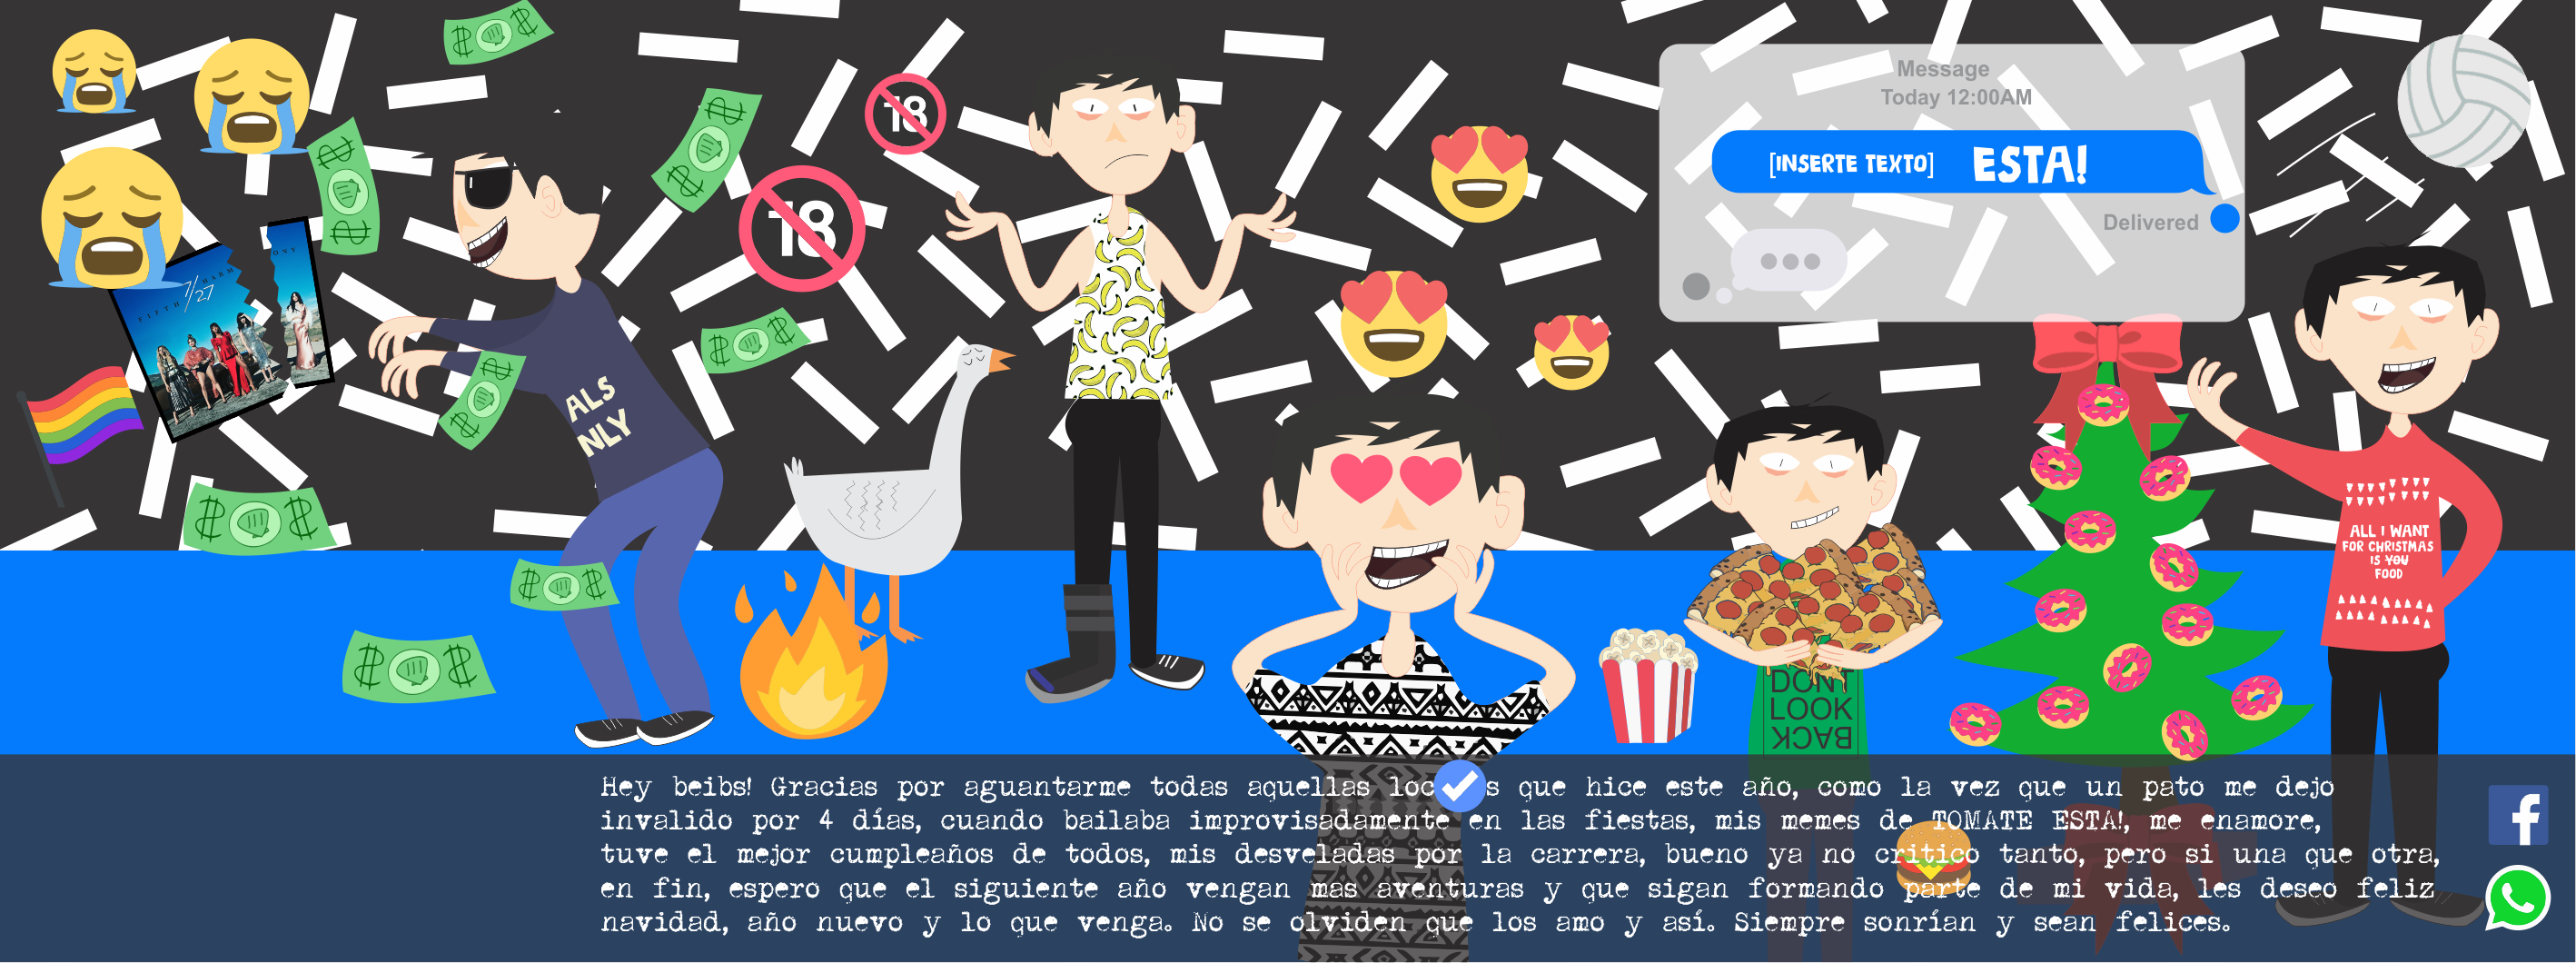 Message
Today 12:00AM
[INSERTE TEXTO] ESTA!
Delivered
18
18
FIFTH HARM
ONY
7/27
ALS
NLY
ALL I WANT
FOR CHRISTMAS
IS YOU
FOOD
DON'T
LOOK
BACK
Hey beibs! Gracias por aguantarme todas aquellas loc s que hice este año, como la vez que un pato me dejo
invalido por 4 días, cuando bailaba improvisadamente en las fiestas, mis memes de TOMATE ESTA!, me enamore,
tuve el mejor cumpleaños de todos, mis desveladas por la carrera, bueno ya no critico tanto, pero si una que otra,
en fin, espero que el siguiente año vengan mas aventuras y que sigan formando parte de mi vida, les deseo feliz
navidad, año nuevo y lo que venga. No se olviden que los amo y así. Siempre sonrían y sean felices.